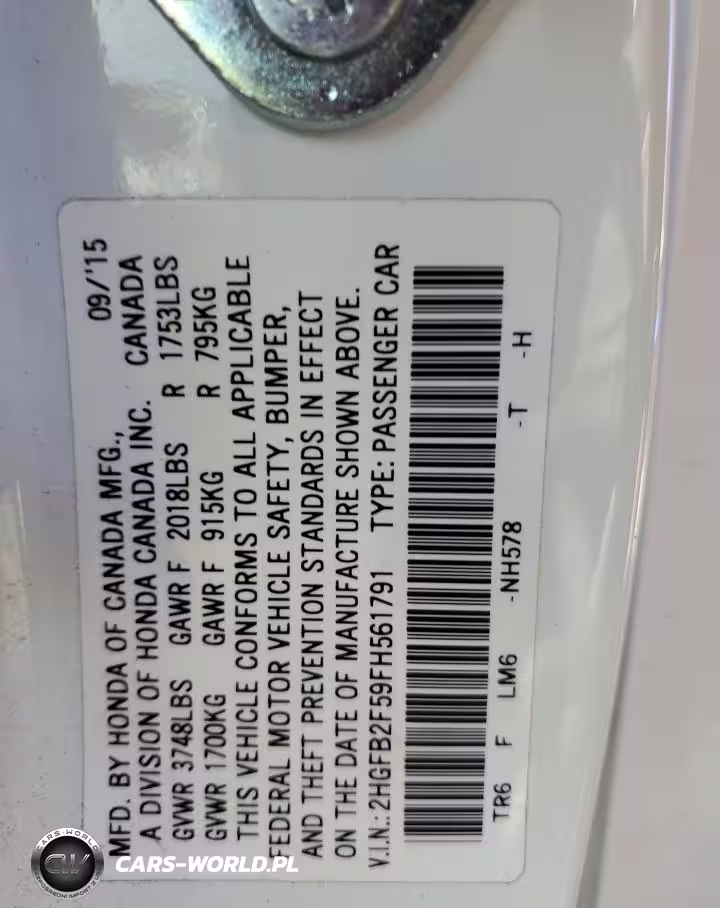 MFD. BY HONDA OF CANADA MFG., 09/'15
A DIVISION OF HONDA CANADA INC. CANADA
GVWR 3748LBS GAWR F 2018LBS R 1753LBS
GVWR 1700KG GAWR F 915KG R 795KG
THIS VEHICLE CONFORMS TO ALL APPLICABLE
FEDERAL MOTOR VEHICLE SAFETY, BUMPER,
AND THEFT PREVENTION STANDARDS IN EFFECT
ON THE DATE OF MANUFACTURE SHOWN ABOVE.
V.I.N.: 2HGFB2F59FH561791 TYPE: PASSENGER CAR
TR6 F LM6 -NH578 -T -H
CARS-WORLD
CW
CARS-WORLD.PL